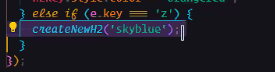 } else if (e.key === 'z') {
createNewH2('skyblue');
}
});